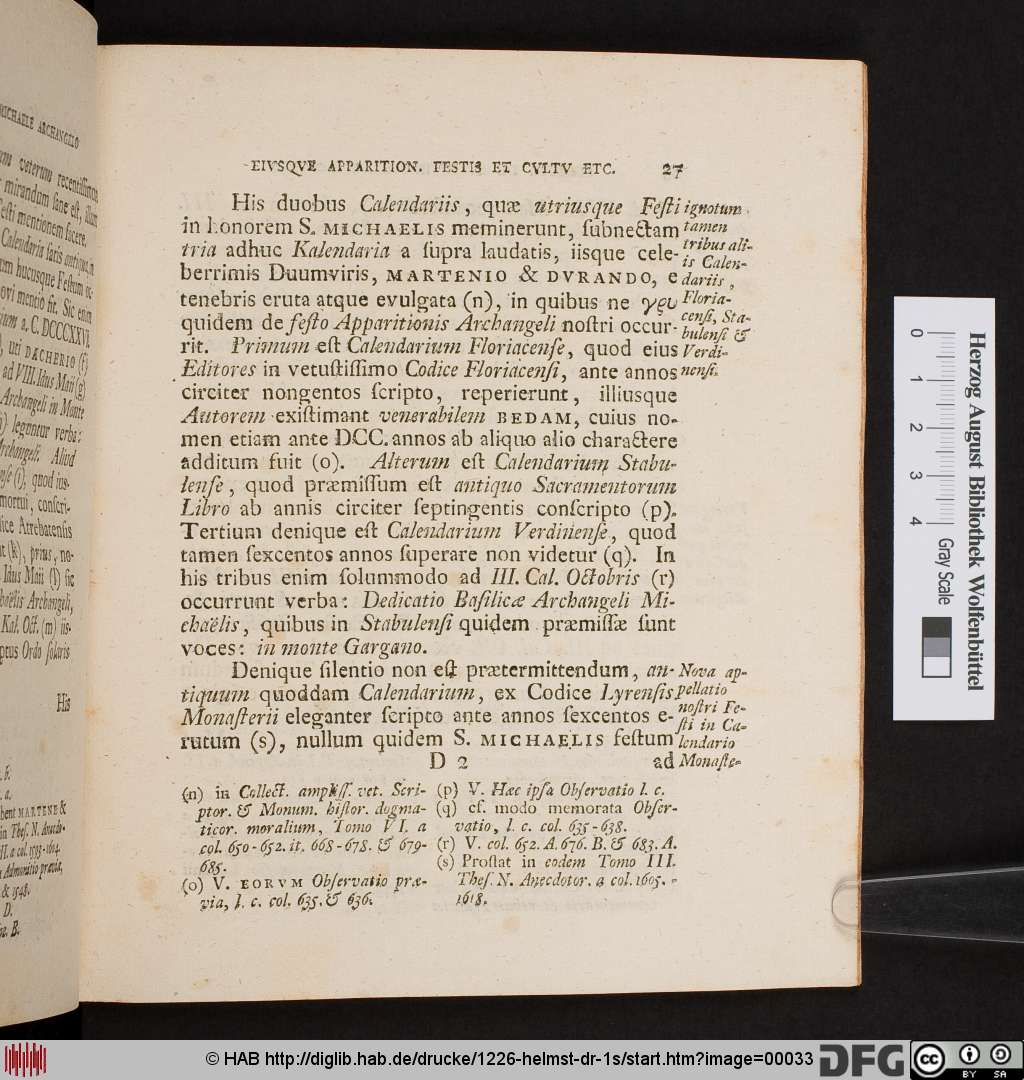 EIVSQVE APPARITION. FESTIS ET CVLTV ETC. 27
His duobus Calendariis, quæ utriusque Festi
in honorem S. MICHAELIS meminerunt, subnectam
tria adhuc Kalendaria a supra laudatis, iisque cele-
berrimis Duumviris, MARTENIO & DVRANDO, e
tenebris eruta atque evulgata (n), in quibus ne γρυ
quidem de festo Apparitionis Archangeli nostri occur-
rit. Primum est Calendarium Floriacense, quod eius
Editores in vetustissimo Codice Floriacensi, ante annos
circiter nongentos scripto, reperierunt, illiusque
Autorem existimant venerabilem BEDAM, cuius no-
men etiam ante DCC. annos ab aliquo alio charactere
additum fuit (o). Alterum est Calendarium Stabu-
lense, quod præmissum est antiquo Sacramentorum
Libro ab annis circiter septingentis conscripto (p).
Tertium denique est Calendarium Verdinense, quod
tamen sexcentos annos superare non videtur (q). In
his tribus enim solummodo ad III. Cal. Octobris (r)
occurrunt verba: Dedicatio Basilicæ Archangeli Mi-
chaëlis, quibus in Stabulensi quidem præmissæ sunt
voces: in monte Gargano.
Denique silentio non est prætermittendum, an-
tiquum quoddam Calendarium, ex Codice Lyrensis
Monasterii eleganter scripto ante annos sexcentos e-
rutum (s), nullum quidem S. MICHAELIS festum
D 2 ad
ignotum
tamen
tribus ali-
is Calen-
dariis,
Floria-
censi, Sta-
bulensi &
Verdi-
nensi.
Nova ap-
pellatio
nostri Fe-
sti in Ca-
lendario
Monaste-
(n) in Collect. ampliss. vet. Scri-
ptor. & Monum. histor. dogma-
ticor. moralium, Tomo VI. a
col. 650-652. it. 668-678. & 679-
685.
(o) V. EORVM Observatio præ-
via, l. c. col. 635. & 636.
(p) V. Hæc ipsa Observatio l. c.
(q) cf. modo memorata Obser-
vatio, l. c. col. 635-638.
(r) V. col. 652. A. 676. B. & 683. A.
(s) Prostat in eodem Tomo III.
Thes. N. Anecdotor. a col. 1605.-
1618.
MICHAELE ARCHANGELO
His
Herzog August Bibliothek Wolfenbüttel
0 1 2 3 4
Gray Scale
© HAB http://diglib.hab.de/drucke/1226-helmst-dr-1s/start.htm?image=00033
DFG
cc BY SA